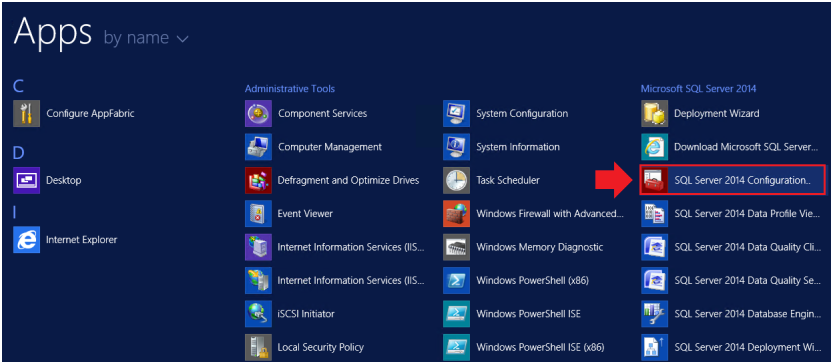 Apps by name
C
Configure AppFabric
D
Desktop
I
Internet Explorer
Administrative Tools
Component Services
Computer Management
Defragment and Optimize Drives
Event Viewer
Internet Information Services (IIS...
Internet Information Services (IIS...
iSCSI Initiator
Local Security Policy
System Configuration
System Information
Task Scheduler
Windows Firewall with Advanced...
Windows Memory Diagnostic
Windows PowerShell (x86)
Windows PowerShell ISE
Windows PowerShell ISE (x86)
Microsoft SQL Server 2014
Deployment Wizard
Download Microsoft SQL Server...
SQL Server 2014 Configuration..
SQL Server 2014 Data Profile Vie...
SQL Server 2014 Data Quality Cli...
SQL Server 2014 Data Quality Se...
SQL Server 2014 Database Engin...
SQL Server 2014 Deployment Wi...